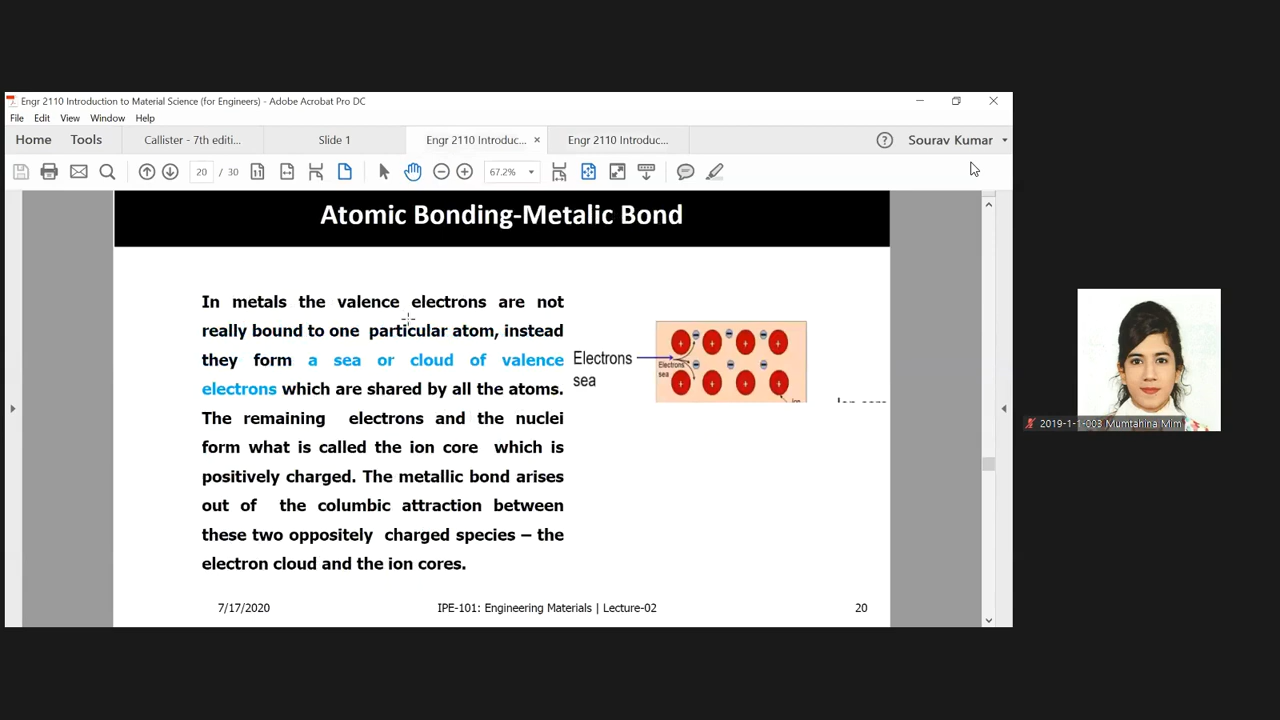 Engr 2110 Introduction to Material Science (for Engineers) - Adobe Acrobat Pro DC
File Edit View Window Help
Home Tools Callister - 7th editi... Slide 1 Engr 2110 Introduc... × Engr 2110 Introduc... ? Sourav Kumar
20 / 30 67.2%
Atomic Bonding-Metalic Bond
In metals the valence electrons are not
really bound to one particular atom, instead
they form a sea or cloud of valence
electrons which are shared by all the atoms.
The remaining electrons and the nuclei
form what is called the ion core which is
positively charged. The metallic bond arises
out of the columbic attraction between
these two oppositely charged species – the
electron cloud and the ion cores.
Electrons
sea
Electrons
sea
7/17/2020 IPE-101: Engineering Materials | Lecture-02 20
2019-1-1-003 Mumtahina Mim